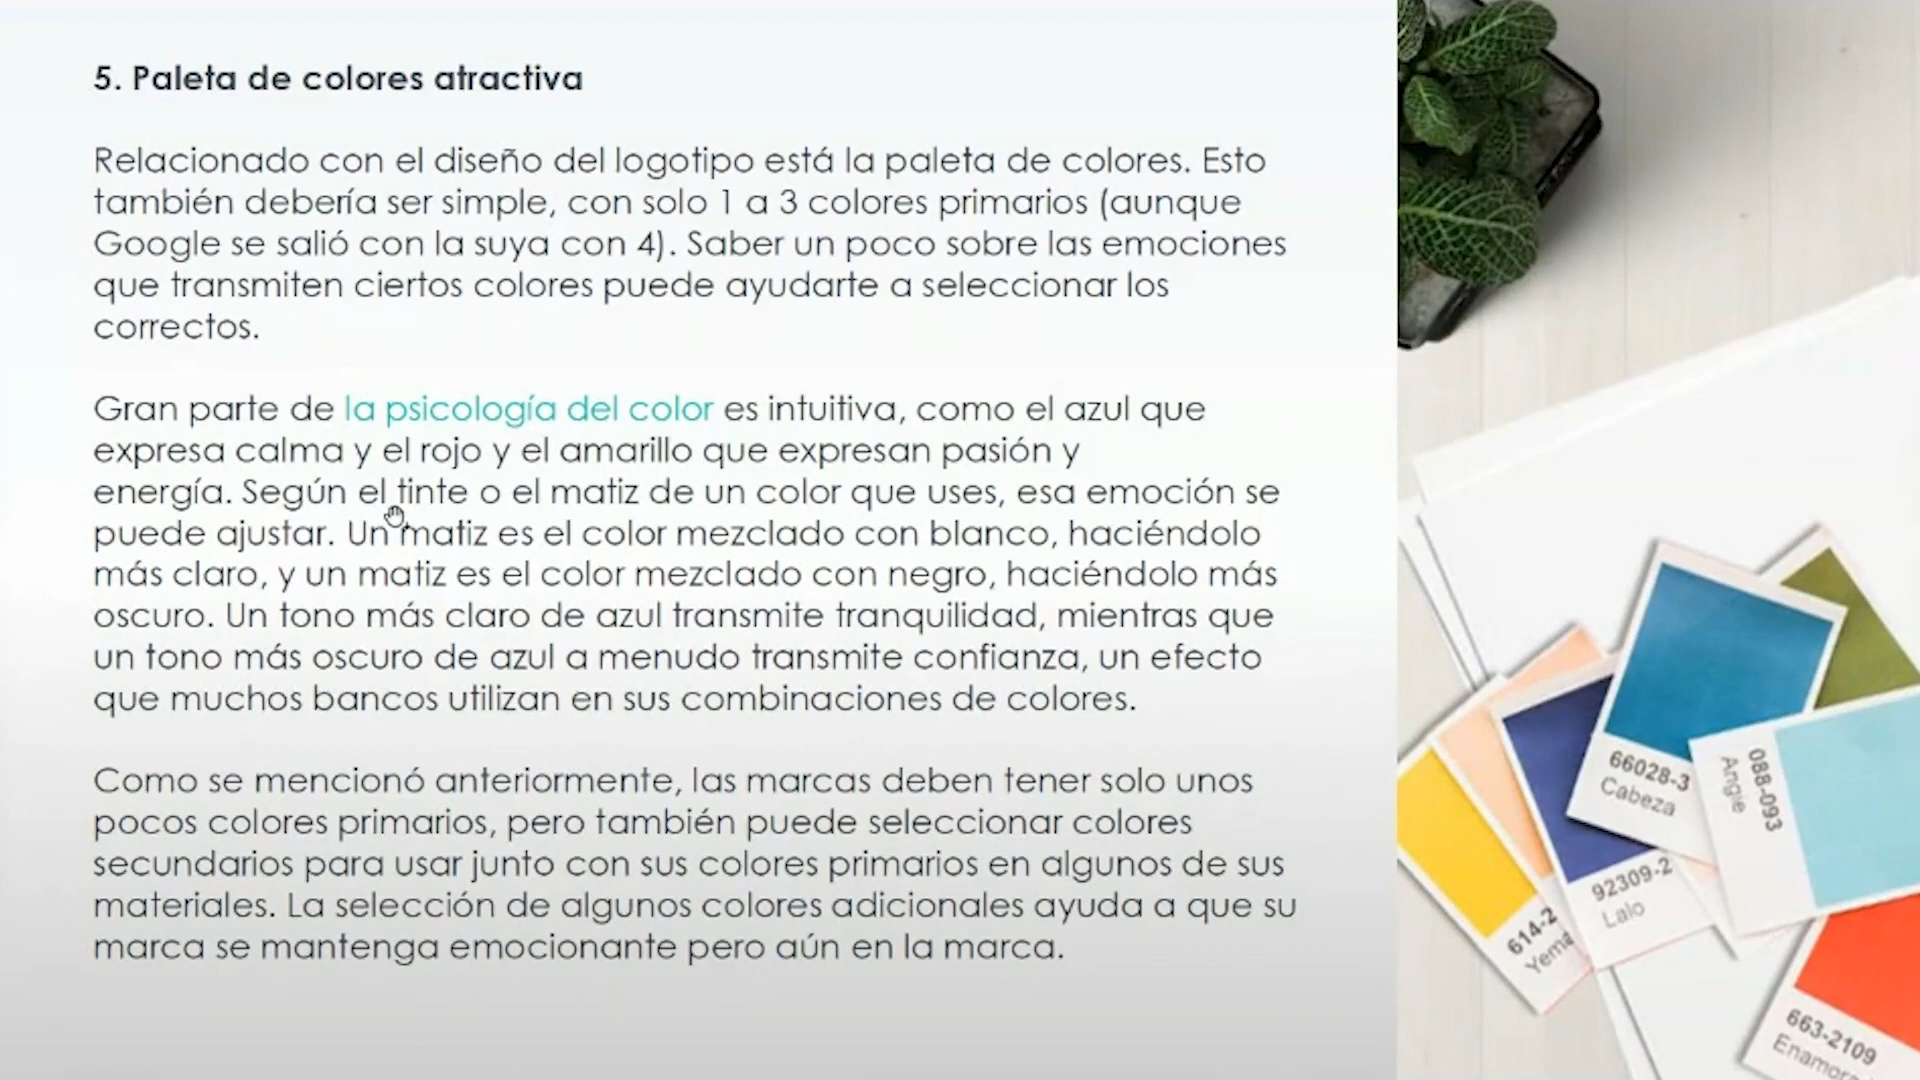 5. Paleta de colores atractiva
Relacionado con el diseño del logotipo está la paleta de colores. Esto
también debería ser simple, con solo 1 a 3 colores primarios (aunque
Google se salió con la suya con 4). Saber un poco sobre las emociones
que transmiten ciertos colores puede ayudarte a seleccionar los
correctos.
Gran parte de la psicología del color es intuitiva, como el azul que
expresa calma y el rojo y el amarillo que expresan pasión y
energía. Según el tinte o el matiz de un color que uses, esa emoción se
puede ajustar. Un matiz es el color mezclado con blanco, haciéndolo
más claro, y un matiz es el color mezclado con negro, haciéndolo más
oscuro. Un tono más claro de azul transmite tranquilidad, mientras que
un tono más oscuro de azul a menudo transmite confianza, un efecto
que muchos bancos utilizan en sus combinaciones de colores.
Como se mencionó anteriormente, las marcas deben tener solo unos
pocos colores primarios, pero también puede seleccionar colores
secundarios para usar junto con sus colores primarios en algunos de sus
materiales. La selección de algunos colores adicionales ayuda a que su
marca se mantenga emocionante pero aún en la marca.
66028-3
Cabeza
088-093
Angie
92309-2
Lalo
614-2
663-2109